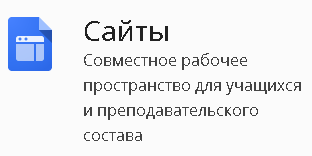 Сайты
Совместное рабочее
пространство для учащихся
и преподавательского
состава